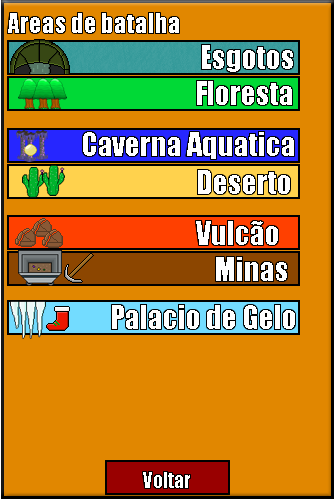 Areas de batalha
Esgotos
Floresta
Caverna Aquatica
Deserto
Vulcão
Minas
Palacio de Gelo
Voltar